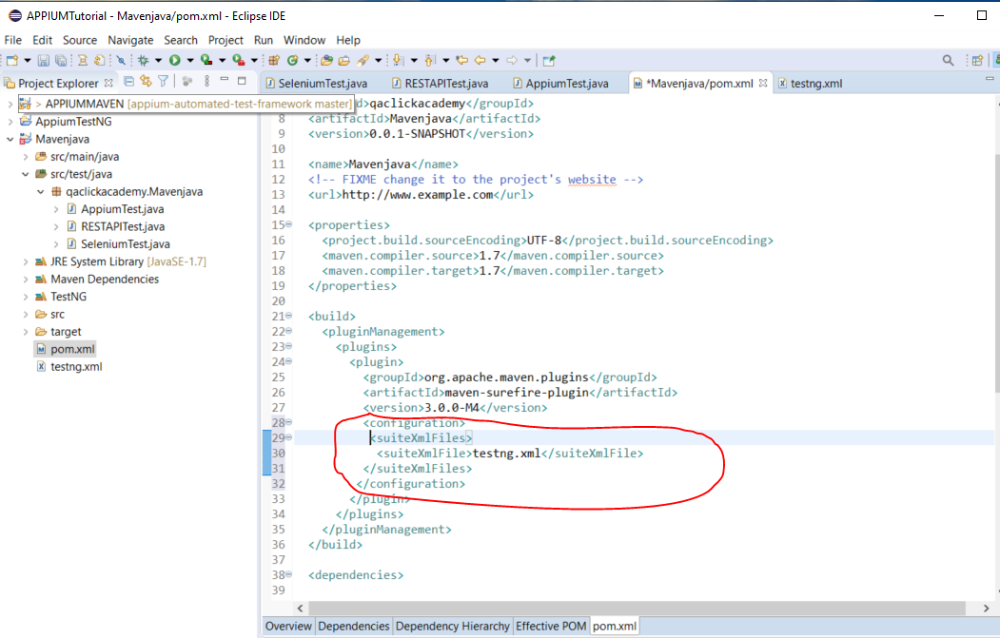 APPIUMTutorial - Mavenjava/pom.xml - Eclipse IDE
File Edit Source Navigate Search Project Run Window Help
Project Explorer
SeleniumTest.java
RESTAPITest.java
AppiumTest.java
*Mavenjava/pom.xml
testng.xml
> APPIUMMAVEN [appium-automated-test-framework master]
AppiumTestNG
Mavenjava
src/main/java
src/test/java
qaclickacademy.Mavenjava
AppiumTest.java
RESTAPITest.java
SeleniumTest.java
JRE System Library [JavaSE-1.7]
Maven Dependencies
TestNG
src
target
pom.xml
testng.xml
d>qaclickacademy</groupId>
8 <artifactId>Mavenjava</artifactId>
9 <version>0.0.1-SNAPSHOT</version>
10
11 <name>Mavenjava</name>
12 <!-- FIXME change it to the project's website -->
13 <url>http://www.example.com</url>
14
15 <properties>
16 <project.build.sourceEncoding>UTF-8</project.build.sourceEncoding>
17 <maven.compiler.source>1.7</maven.compiler.source>
18 <maven.compiler.target>1.7</maven.compiler.target>
19 </properties>
20
21 <build>
22 <pluginManagement>
23 <plugins>
24 <plugin>
25 <groupId>org.apache.maven.plugins</groupId>
26 <artifactId>maven-surefire-plugin</artifactId>
27 <version>3.0.0-M4</version>
28 <configuration>
29 <suiteXmlFiles>
30 <suiteXmlFile>testng.xml</suiteXmlFile>
31 </suiteXmlFiles>
32 </configuration>
33 </plugin>
34 </plugins>
35 </pluginManagement>
36 </build>
37
38 <dependencies>
39
Overview Dependencies Dependency Hierarchy Effective POM pom.xml